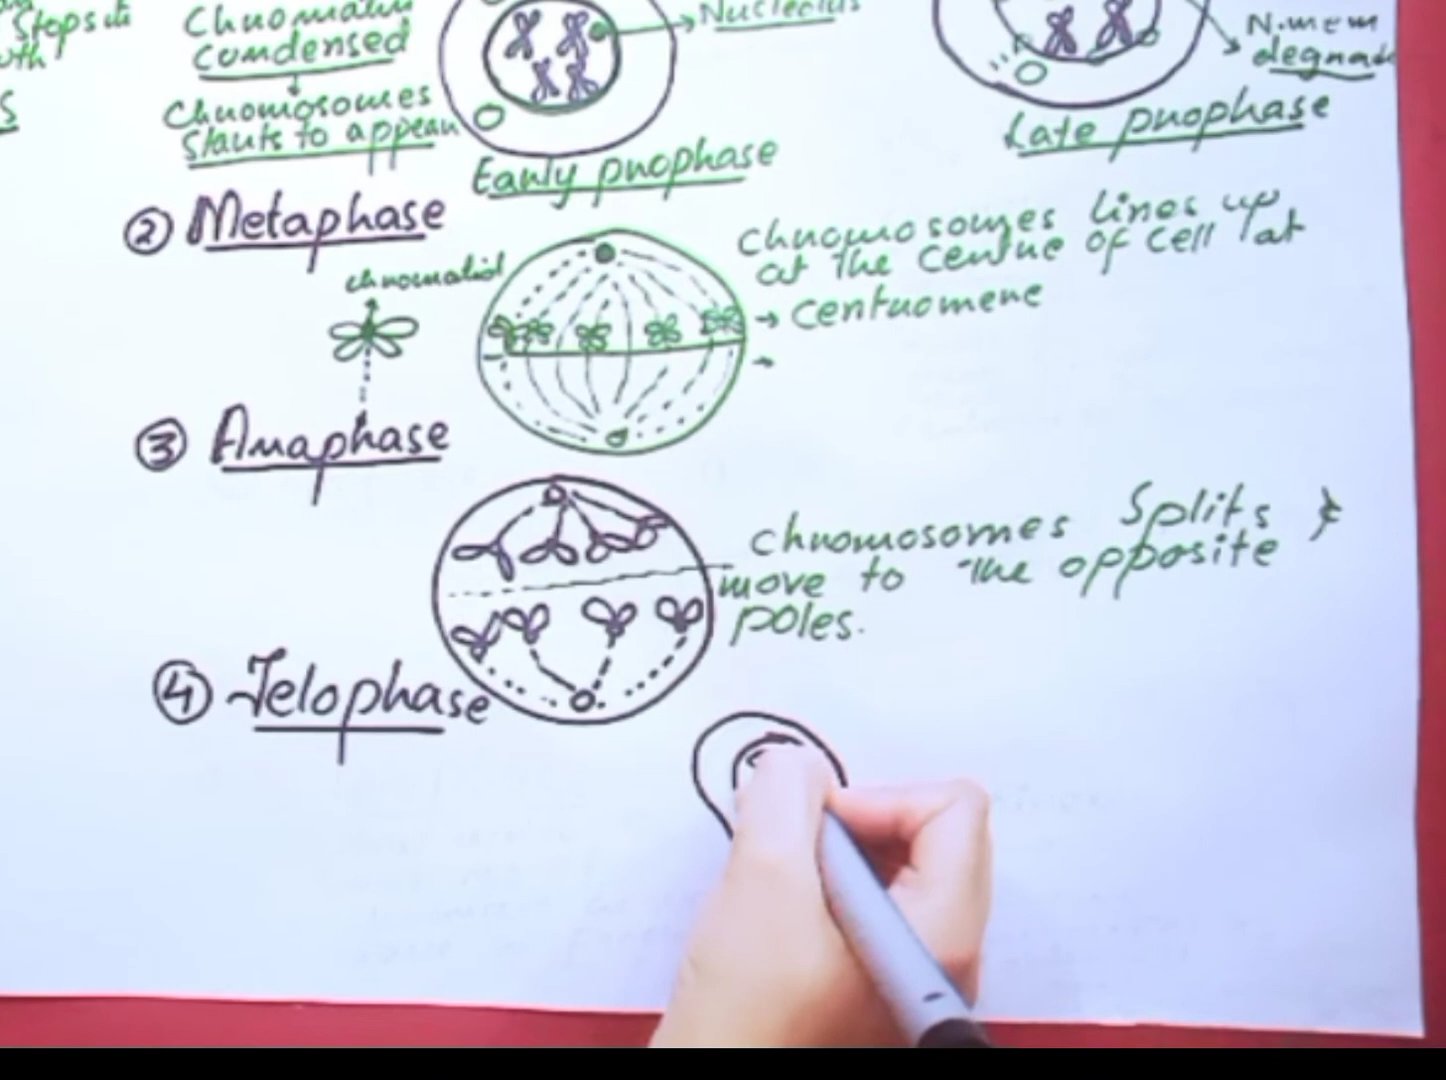 Stops
Chromatin
Condensed
Chromosomes
starts to appear
Nucleolus
N.mem
Early prophase
Late prophase
② Metaphase
chromatid
chromosomes lines up
at the centre of cell at
→ centromere
→
③ Anaphase
chromosomes Splits &
move to the opposite
poles.
④ Telophase